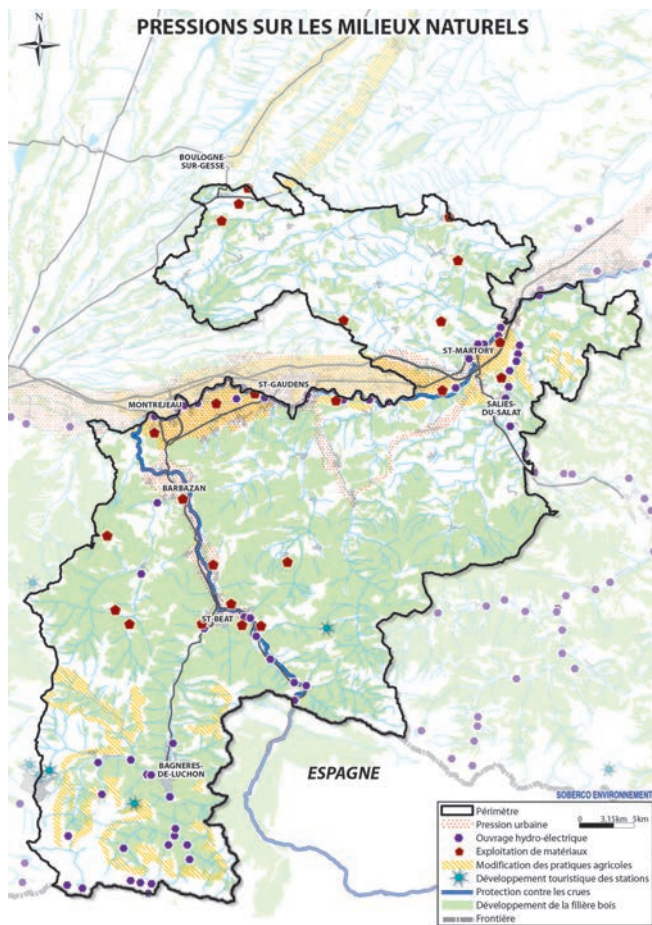 N
PRESSIONS SUR LES MILIEUX NATURELS
BOULOGNE-
SUR-GESSE
ST-MARTORY
ST-GAUDENS
MONTREJEAU
SALIES-
DU-SALAT
BARBAZAN
ST-BEAT
BAGNERES-
DE-LUCHON
ESPAGNE
SOBERCO ENVIRONNEMENT
Périmètre
0 3,15km 5km
Pression urbaine
Ouvrage hydro-électrique
Exploitation de matériaux
Modification des pratiques agricoles
Développement touristique des stations
Protection contre les crues
Développement de la filière bois
Frontière